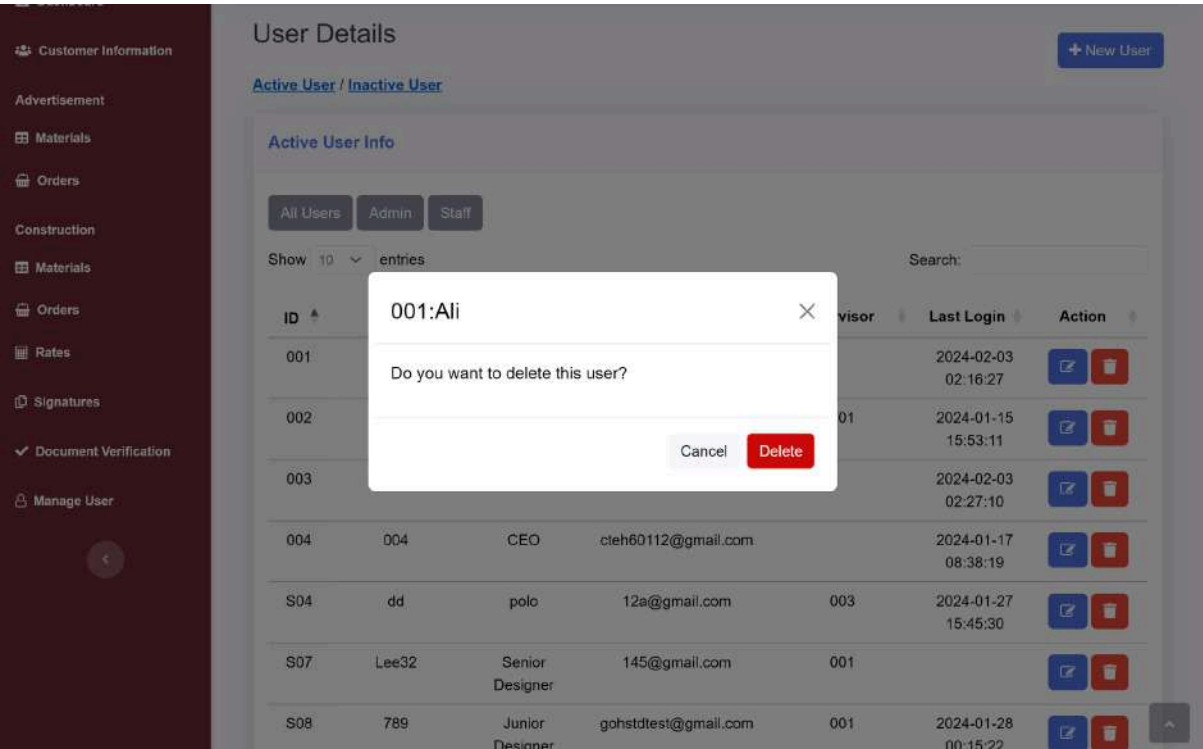 Customer Information
Advertisement
Materials
Orders
Construction
Materials
Orders
Rates
Signatures
Document Verification
Manage User
User Details
+ New User
Active User / Inactive User
Active User Info
All Users Admin Staff
Show 10 entries
Search:
ID visor Last Login Action
001:Ali
Do you want to delete this user?
Cancel Delete
001 2024-02-03
02:16:27
002 01 2024-01-15
15:53:11
003 2024-02-03
02:27:10
004 004 CEO cteh60112@gmail.com 2024-01-17
08:38:19
S04 dd polo 12a@gmail.com 003 2024-01-27
15:45:30
S07 Lee32 Senior 145@gmail.com 001
Designer
S08 789 Junior gohstdtest@gmail.com 001 2024-01-28
Designer 00:15:22